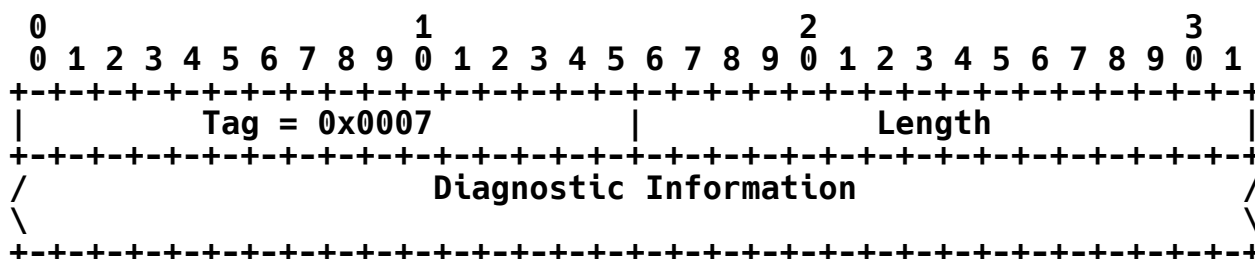 0                   1                   2                   3
 0 1 2 3 4 5 6 7 8 9 0 1 2 3 4 5 6 7 8 9 0 1 2 3 4 5 6 7 8 9 0 1
+-+-+-+-+-+-+-+-+-+-+-+-+-+-+-+-+-+-+-+-+-+-+-+-+-+-+-+-+-+-+-+-+
|         Tag = 0x0007          |            Length             |
+-+-+-+-+-+-+-+-+-+-+-+-+-+-+-+-+-+-+-+-+-+-+-+-+-+-+-+-+-+-+-+-+
/                     Diagnostic Information                    /
\                                                               \
+-+-+-+-+-+-+-+-+-+-+-+-+-+-+-+-+-+-+-+-+-+-+-+-+-+-+-+-+-+-+-+-+